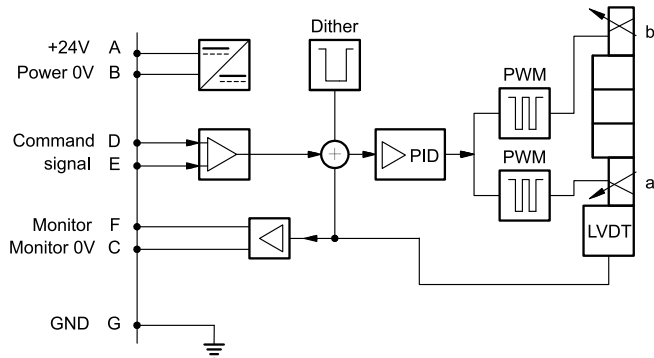 Dither
+24V A
Power 0V B
b
PWM
Command D
signal E
PID
PWM
a
Monitor F
Monitor 0V C
LVDT
GND G